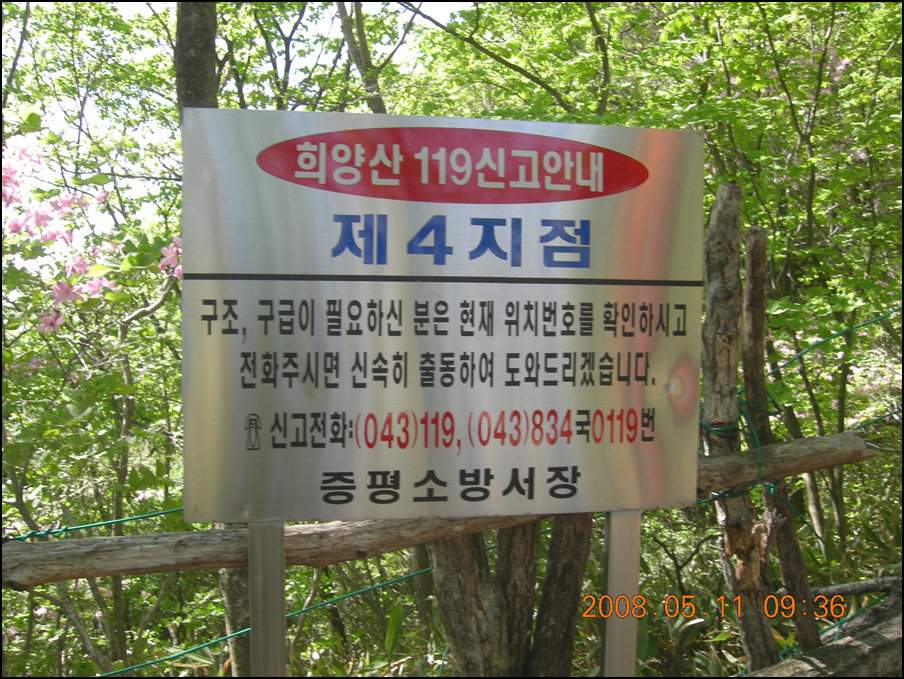 희양산 119신고안내
제4지점
구조, 구급이 필요하신 분은 현재 위치번호를 확인하시고
전화주시면 신속히 출동하여 도와드리겠습니다.
신고전화:(043)119, (043)834국0119번
증평소방서장
2008.05.11 09:36